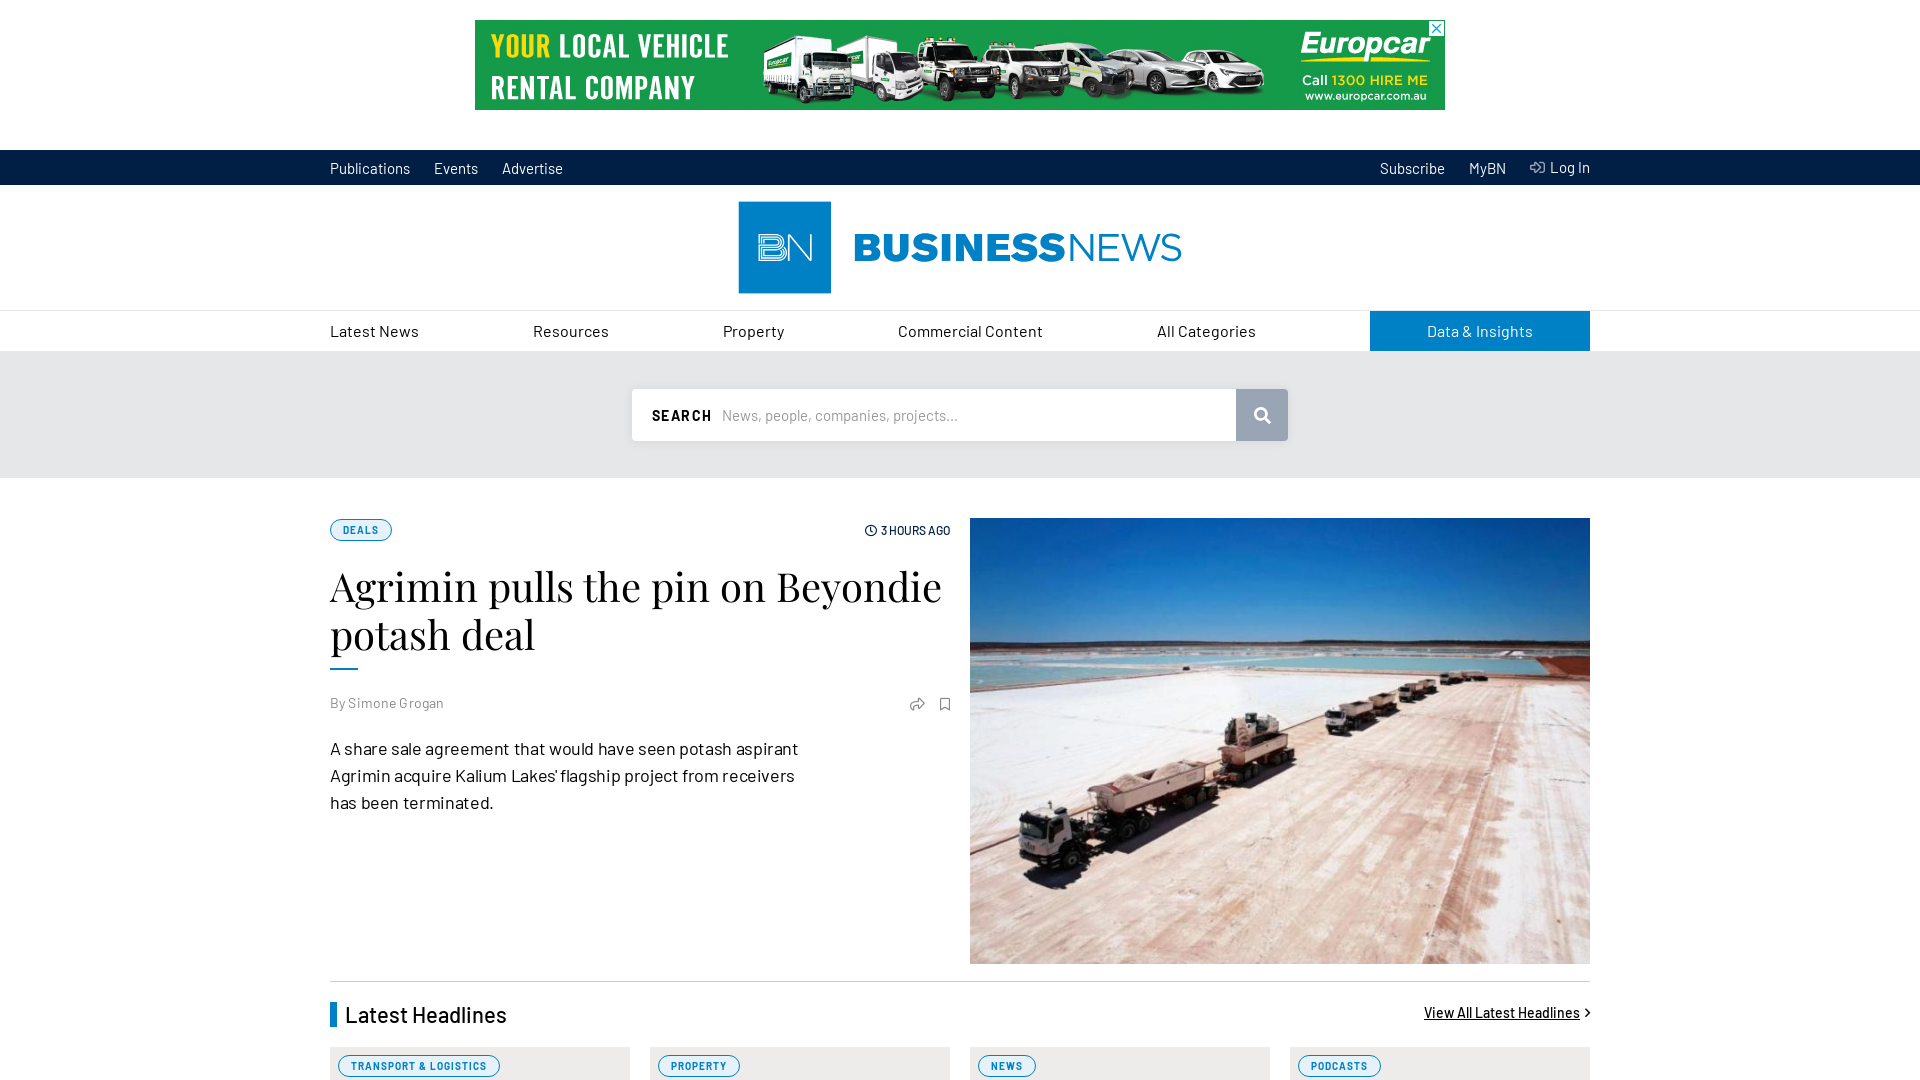 YOUR LOCAL VEHICLE
RENTAL COMPANY
Europcar
Call 1300 HIRE ME
www.europcar.com.au
Publications Events Advertise Subscribe MyBN Log In
BN BUSINESSNEWS
Latest News Resources Property Commercial Content All Categories Data & Insights
SEARCH News, people, companies, projects...
DEALS 3 HOURS AGO
Agrimin pulls the pin on Beyondie
potash deal
By Simone Grogan
A share sale agreement that would have seen potash aspirant
Agrimin acquire Kalium Lakes' flagship project from receivers
has been terminated.
Latest Headlines View All Latest Headlines
TRANSPORT & LOGISTICS PROPERTY NEWS PODCASTS